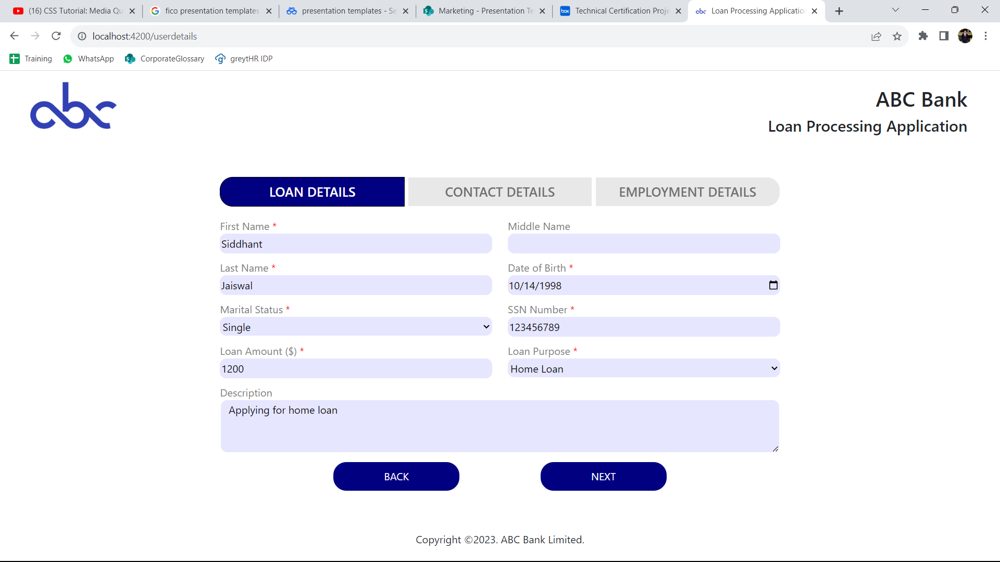 (16) CSS Tutorial: Media Qu
fico presentation templates
presentation templates - Se
Marketing - Presentation Te
Technical Certification Proje
Loan Processing Application
localhost:4200/userdetails
Training
WhatsApp
CorporateGlossary
greytHR IDP
abc
ABC Bank
Loan Processing Application
LOAN DETAILS
CONTACT DETAILS
EMPLOYMENT DETAILS
First Name *
Middle Name
Siddhant
Last Name *
Date of Birth *
Jaiswal
10/14/1998
Marital Status *
SSN Number *
Single
123456789
Loan Amount ($) *
Loan Purpose *
1200
Home Loan
Description
Applying for home loan
BACK
NEXT
Copyright ©2023. ABC Bank Limited.